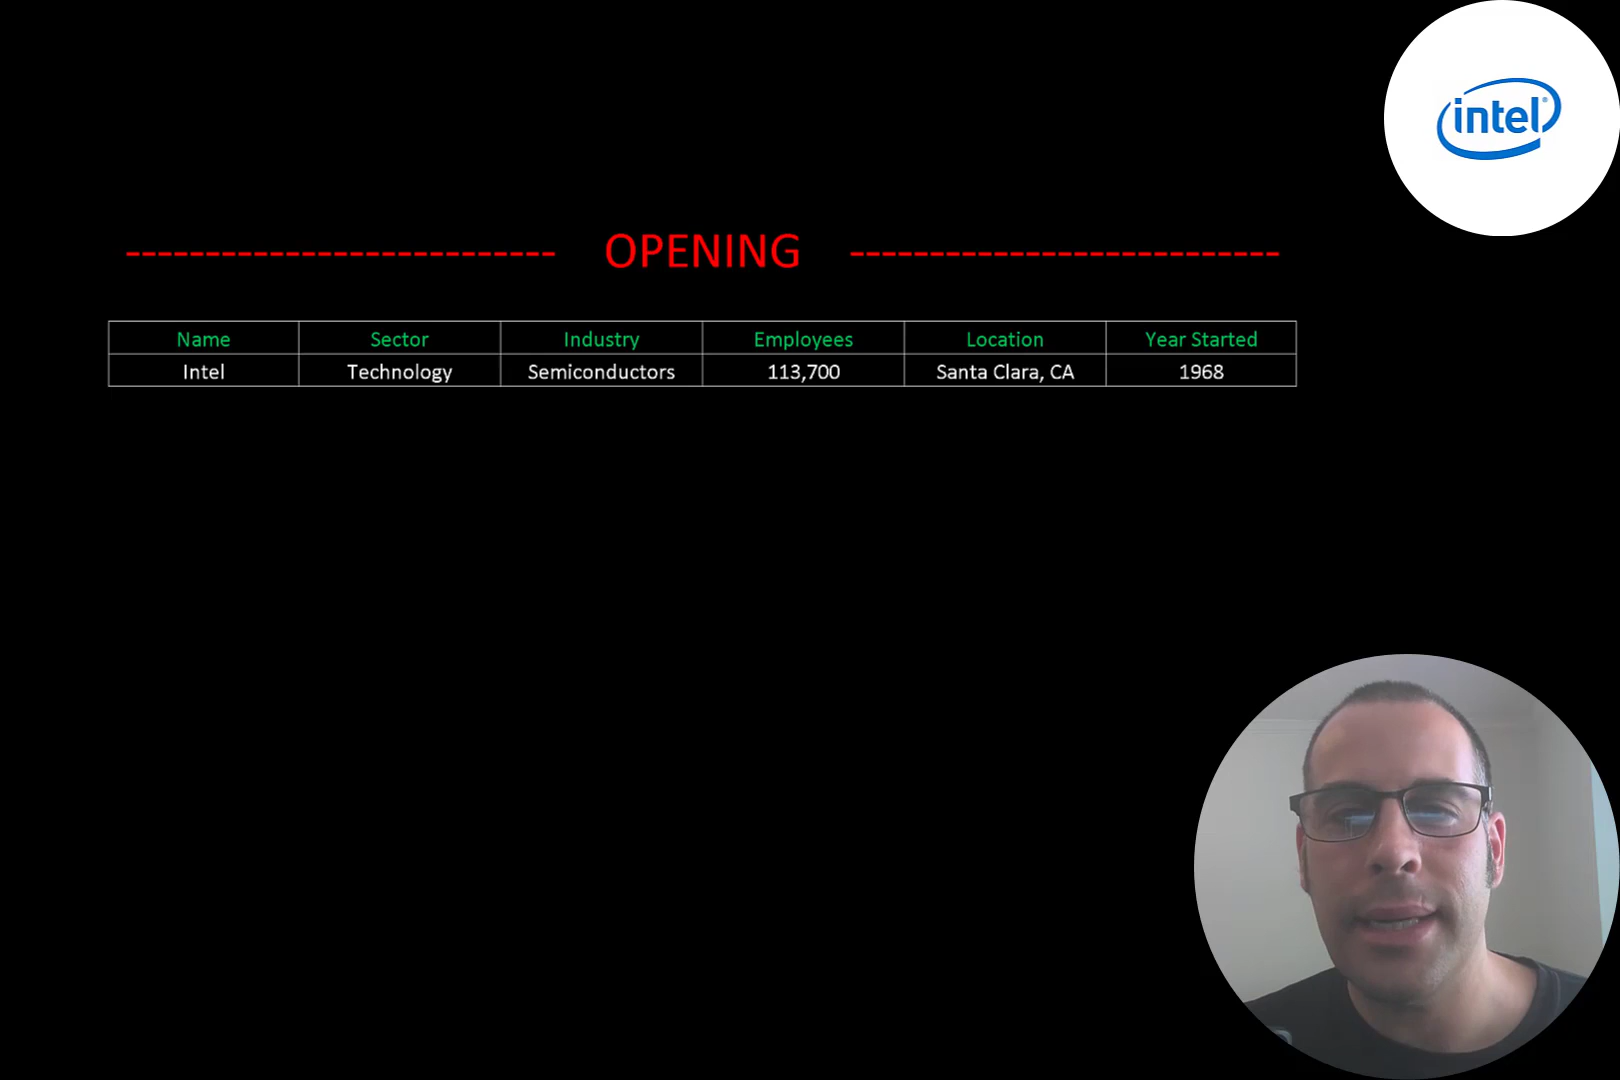 intel®
--------------------------- OPENING ---------------------------
Name Sector Industry Employees Location Year Started
Intel Technology Semiconductors 113,700 Santa Clara, CA 1968